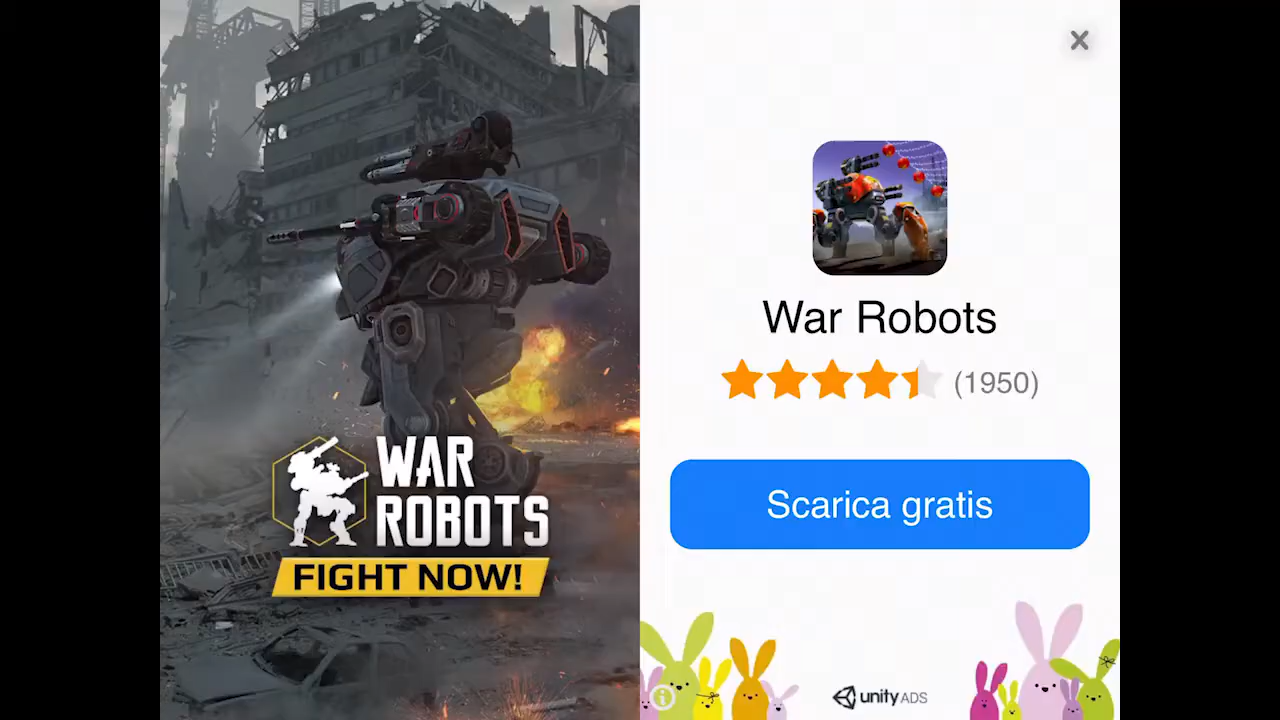 WAR
ROBOTS
FIGHT NOW!
War Robots
(1950)
Scarica gratis
unity ADS